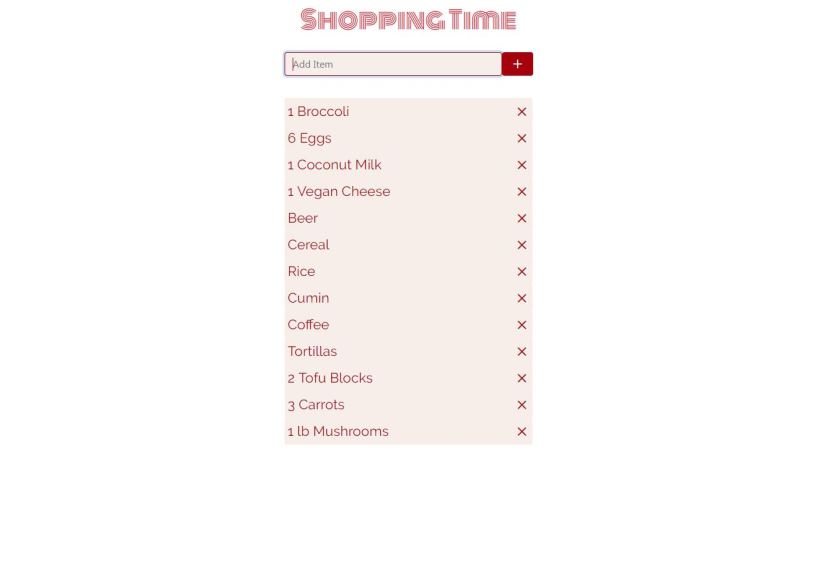 Shopping Time
Add Item
+
1 Broccoli ×
6 Eggs ×
1 Coconut Milk ×
1 Vegan Cheese ×
Beer ×
Cereal ×
Rice ×
Cumin ×
Coffee ×
Tortillas ×
2 Tofu Blocks ×
3 Carrots ×
1 lb Mushrooms ×